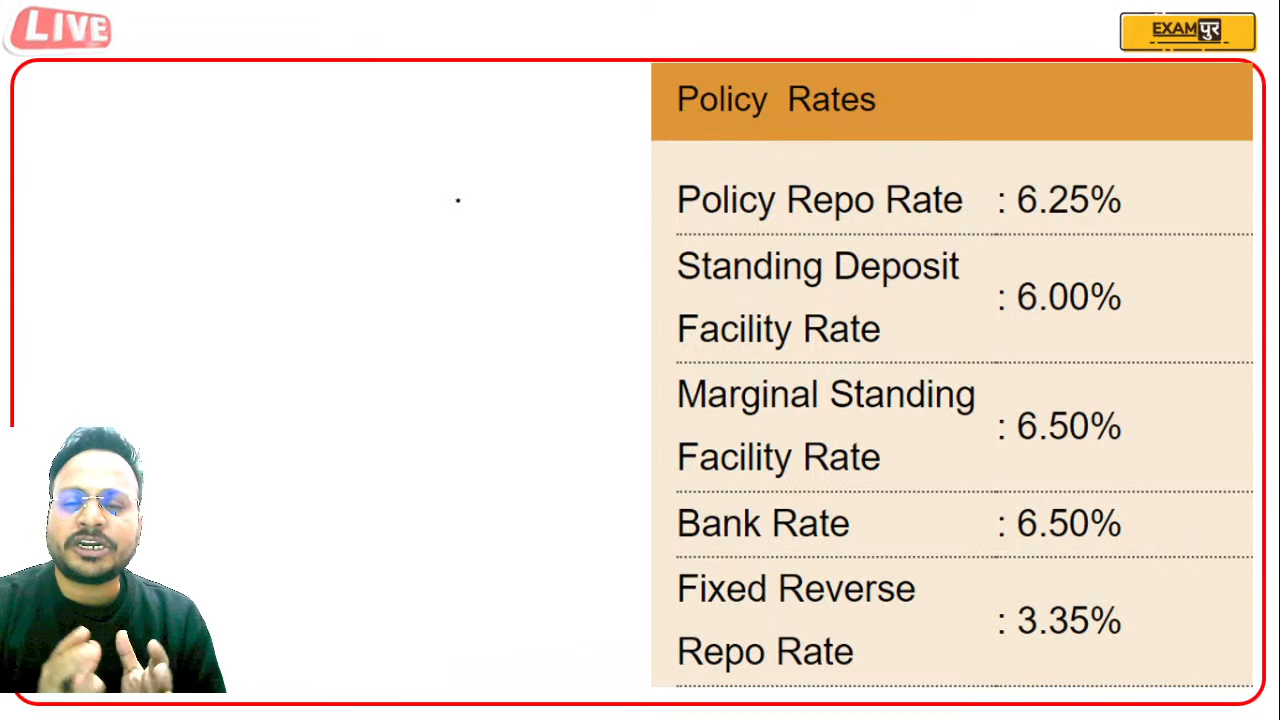 LIVE
EXAMपुर
Policy Rates
Policy Repo Rate : 6.25%
Standing Deposit
Facility Rate : 6.00%
Marginal Standing
Facility Rate : 6.50%
Bank Rate : 6.50%
Fixed Reverse
Repo Rate : 3.35%